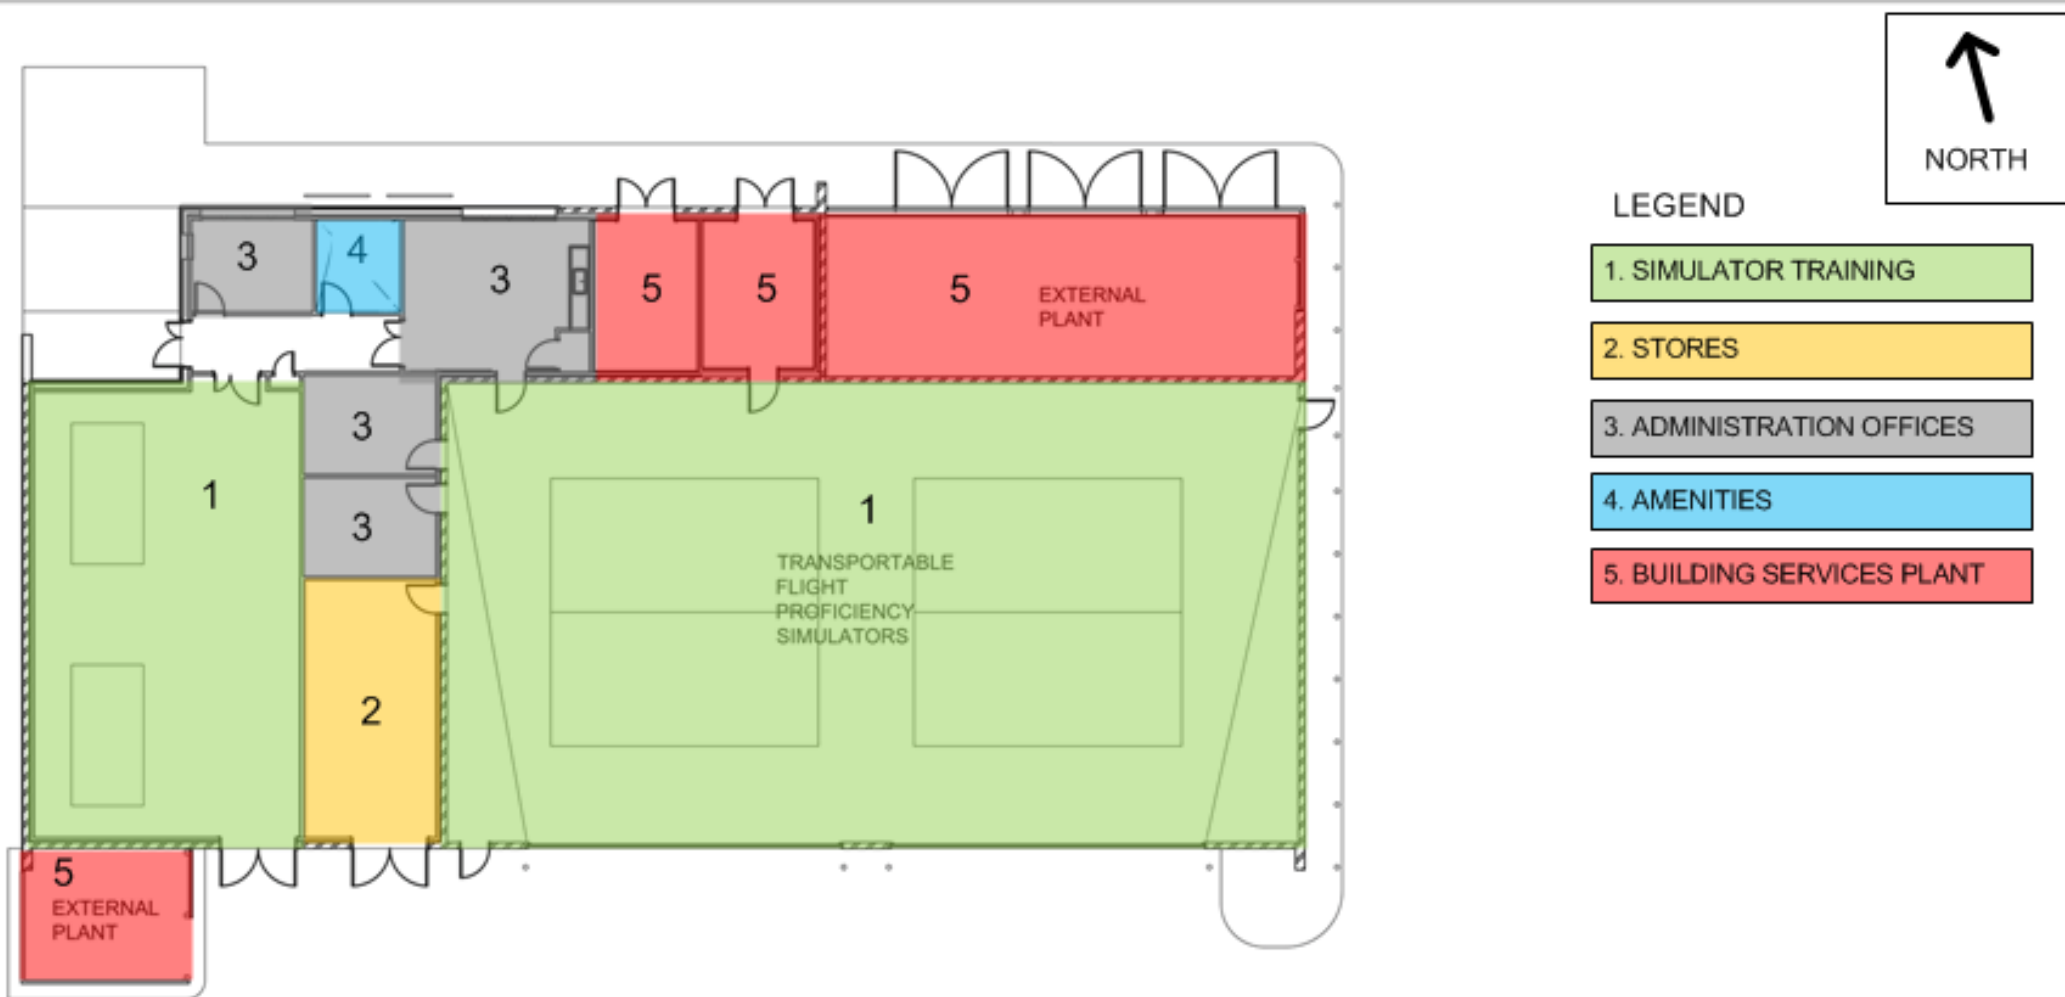 NORTH
LEGEND
1. SIMULATOR TRAINING
2. STORES
3. ADMINISTRATION OFFICES
4. AMENITIES
5. BUILDING SERVICES PLANT
3
4
3
5
5
5
EXTERNAL
PLANT
3
1
3
1
TRANSPORTABLE
FLIGHT
PROFICIENCY
SIMULATORS
2
5
EXTERNAL
PLANT